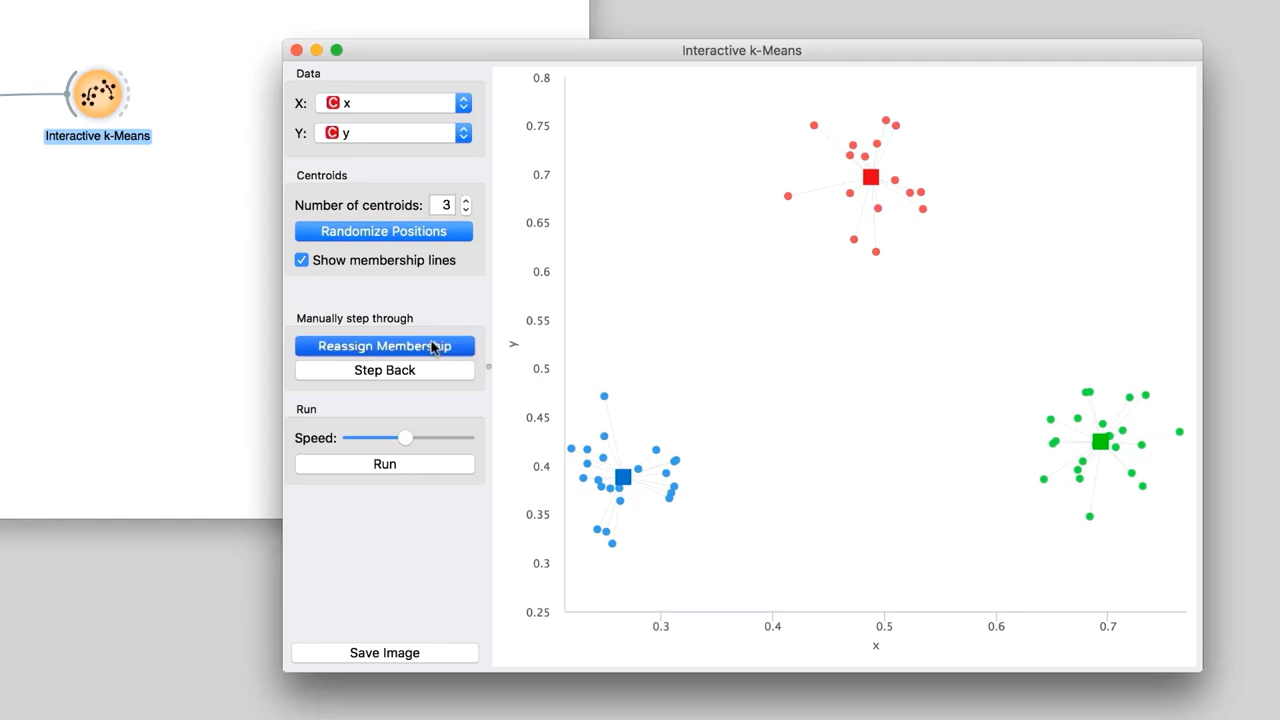 Interactive k-Means
Interactive k-Means
Data
X: C x
Y: C y
Centroids
Number of centroids: 3
Randomize Positions
Show membership lines
Manually step through
Reassign Membership
Step Back
Run
Speed:
Run
Save Image
0.8
0.75
0.7
0.65
0.6
0.55
0.5
0.45
0.4
0.35
0.3
0.25
y
0.3 0.4 0.5 0.6 0.7
x